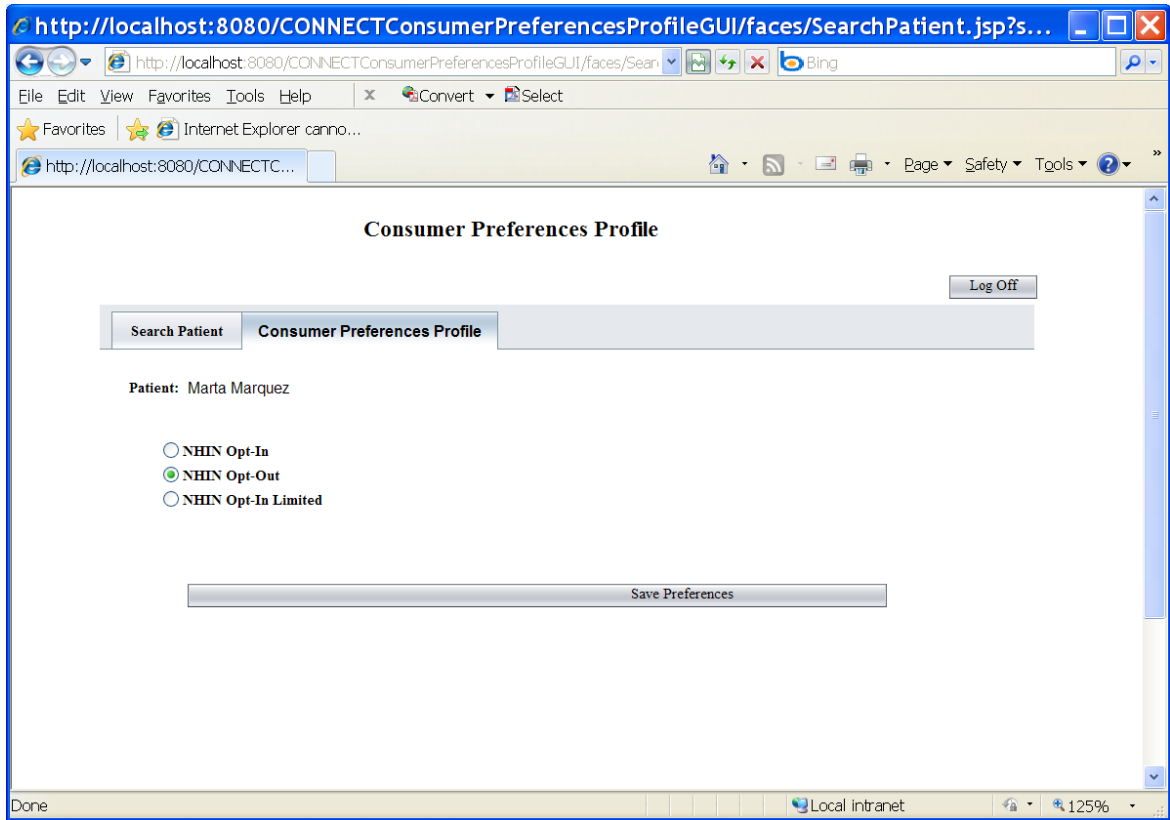 http://localhost:8080/CONNECTConsumerPreferencesProfileGUI/faces/SearchPatient.jsp?s...
http://localhost:8080/CONNECTConsumerPreferencesProfileGUI/faces/Sear
Bing
File Edit View Favorites Tools Help x Convert Select
Favorites Internet Explorer canno...
http://localhost:8080/CONNECTC... Page Safety Tools »
Consumer Preferences Profile
Log Off
Search Patient Consumer Preferences Profile
Patient: Marta Marquez
NHIN Opt-In
NHIN Opt-Out
NHIN Opt-In Limited
Save Preferences
Done Local intranet 125%